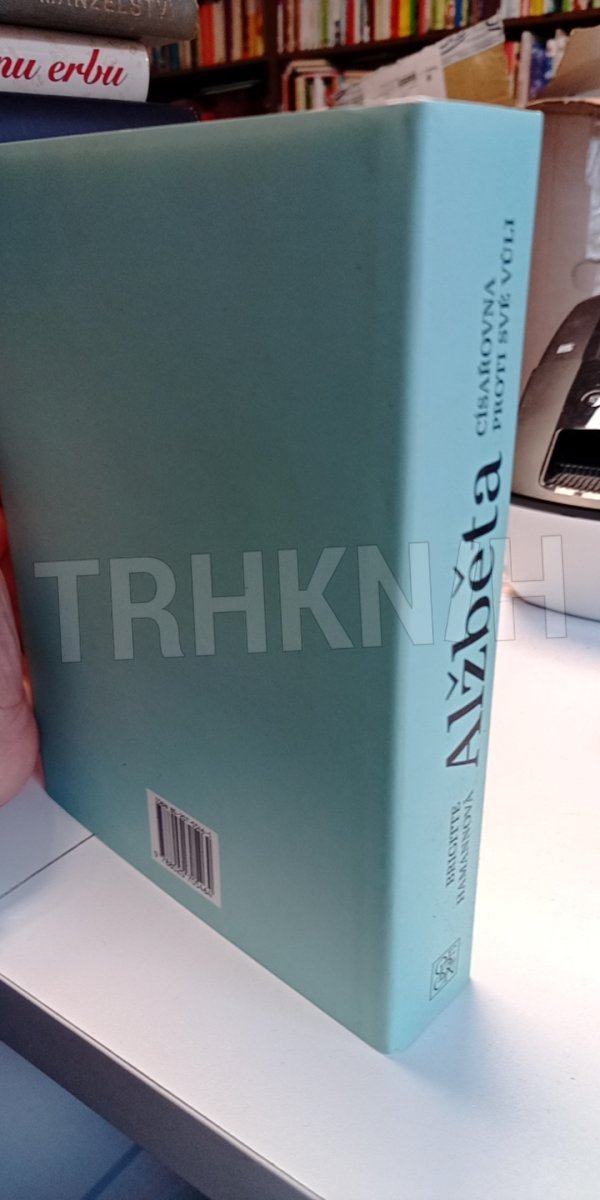 MANŽELSTVÍ
nu erbu
BRIGITTE
HAMANNOVÁ
Alžběta
CÍSAŘOVNA
PROTI SVÉ VŮLI
TRHKNIH